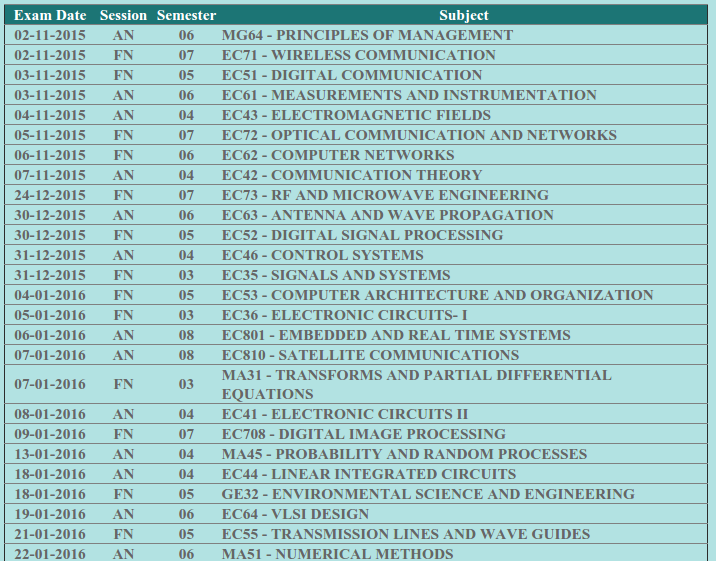 Exam Date Session Semester Subject
02-11-2015 AN 06 MG64 - PRINCIPLES OF MANAGEMENT
02-11-2015 FN 07 EC71 - WIRELESS COMMUNICATION
03-11-2015 FN 05 EC51 - DIGITAL COMMUNICATION
03-11-2015 AN 06 EC61 - MEASUREMENTS AND INSTRUMENTATION
04-11-2015 AN 04 EC43 - ELECTROMAGNETIC FIELDS
05-11-2015 FN 07 EC72 - OPTICAL COMMUNICATION AND NETWORKS
06-11-2015 FN 06 EC62 - COMPUTER NETWORKS
07-11-2015 AN 04 EC42 - COMMUNICATION THEORY
24-12-2015 FN 07 EC73 - RF AND MICROWAVE ENGINEERING
30-12-2015 AN 06 EC63 - ANTENNA AND WAVE PROPAGATION
30-12-2015 FN 05 EC52 - DIGITAL SIGNAL PROCESSING
31-12-2015 AN 04 EC46 - CONTROL SYSTEMS
31-12-2015 FN 03 EC35 - SIGNALS AND SYSTEMS
04-01-2016 FN 05 EC53 - COMPUTER ARCHITECTURE AND ORGANIZATION
05-01-2016 FN 03 EC36 - ELECTRONIC CIRCUITS- I
06-01-2016 AN 08 EC801 - EMBEDDED AND REAL TIME SYSTEMS
07-01-2016 AN 08 EC810 - SATELLITE COMMUNICATIONS
07-01-2016 FN 03 MA31 - TRANSFORMS AND PARTIAL DIFFERENTIAL
EQUATIONS
08-01-2016 AN 04 EC41 - ELECTRONIC CIRCUITS II
09-01-2016 FN 07 EC708 - DIGITAL IMAGE PROCESSING
13-01-2016 AN 04 MA45 - PROBABILITY AND RANDOM PROCESSES
18-01-2016 AN 04 EC44 - LINEAR INTEGRATED CIRCUITS
18-01-2016 FN 05 GE32 - ENVIRONMENTAL SCIENCE AND ENGINEERING
19-01-2016 AN 06 EC64 - VLSI DESIGN
21-01-2016 FN 05 EC55 - TRANSMISSION LINES AND WAVE GUIDES
22-01-2016 AN 06 MA51 - NUMERICAL METHODS